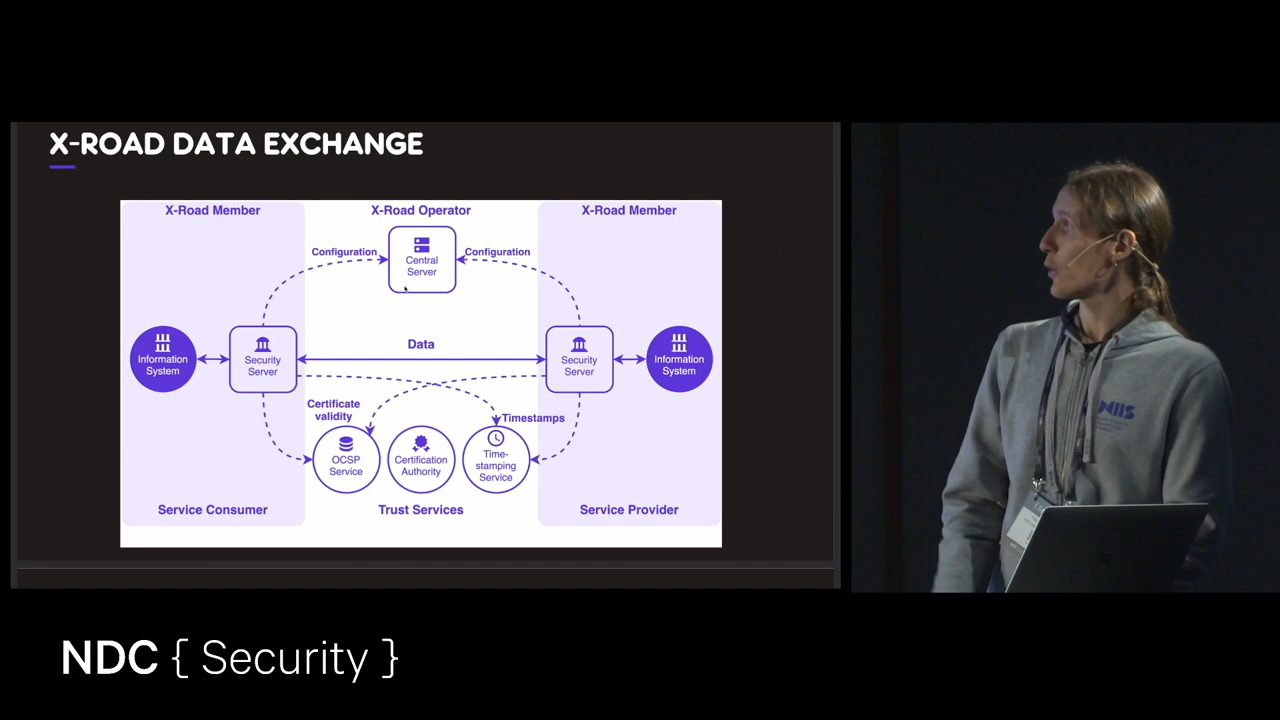 X-ROAD DATA EXCHANGE
X-Road Member
X-Road Operator
X-Road Member
Configuration
Central
Server
Configuration
Information
System
Security
Server
Data
Security
Server
Information
System
Certificate
validity
Timestamps
OCSP
Service
Certification
Authority
Time-
stamping
Service
Service Consumer
Trust Services
Service Provider
NIIS
NDC { Security }